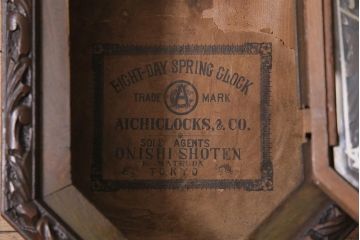 EIGHT-DAY SPRING CLOCK
TRADE A MARK
AICHICLOCKS, & CO.
SOLE AGENTS
ONISHI SHOTEN
TOKYO